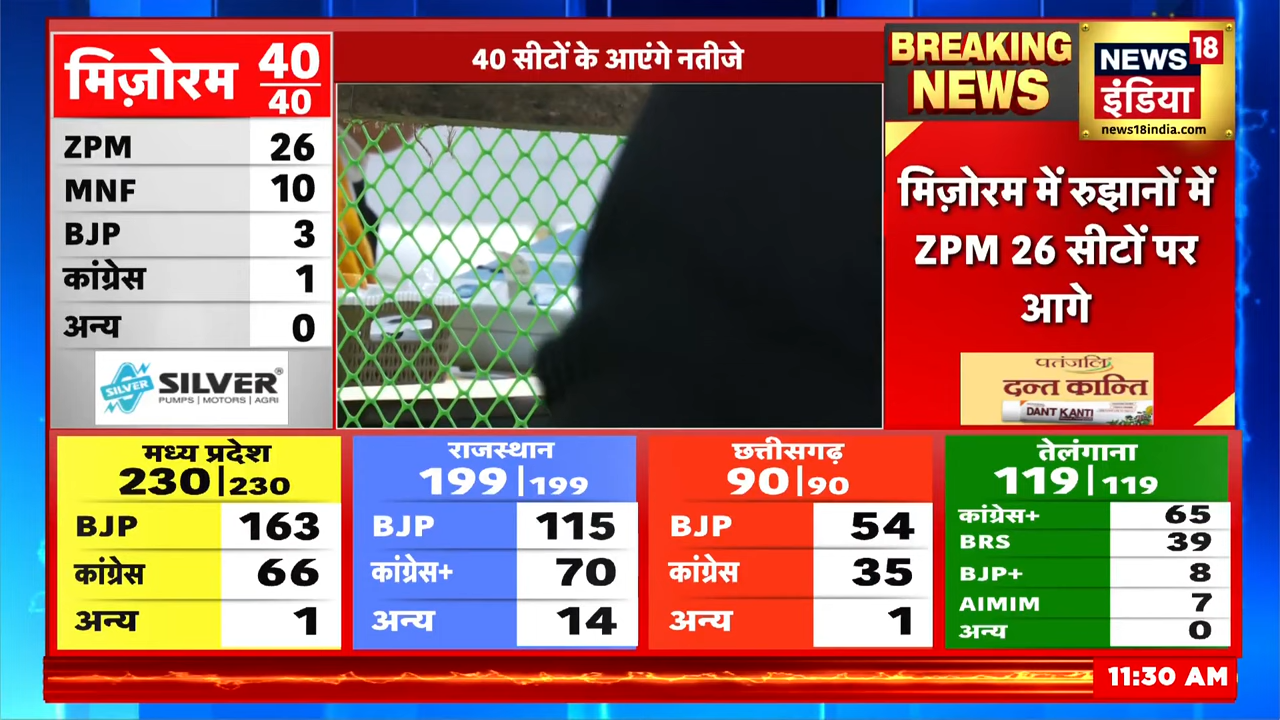 मिज़ोरम 40
40
ZPM 26
MNF 10
BJP 3
कांग्रेस 1
अन्य 0
SILVER
SILVER®
PUMPS | MOTORS | AGRI
40 सीटों के आएंगे नतीजे
BREAKING
NEWS
NEWS 18
इंडिया
news18india.com
मिज़ोरम में रुझानों में
ZPM 26 सीटों पर
आगे
पतंजलि
दन्त कान्ति
DANT KANTI
मध्य प्रदेश
230|230
BJP 163
कांग्रेस 66
अन्य 1
राजस्थान
199|199
BJP 115
कांग्रेस+ 70
अन्य 14
छत्तीसगढ़
90|90
BJP 54
कांग्रेस 35
अन्य 1
तेलंगाना
119|119
कांग्रेस+ 65
BRS 39
BJP+ 8
AIMIM 7
अन्य 0
11:30 AM